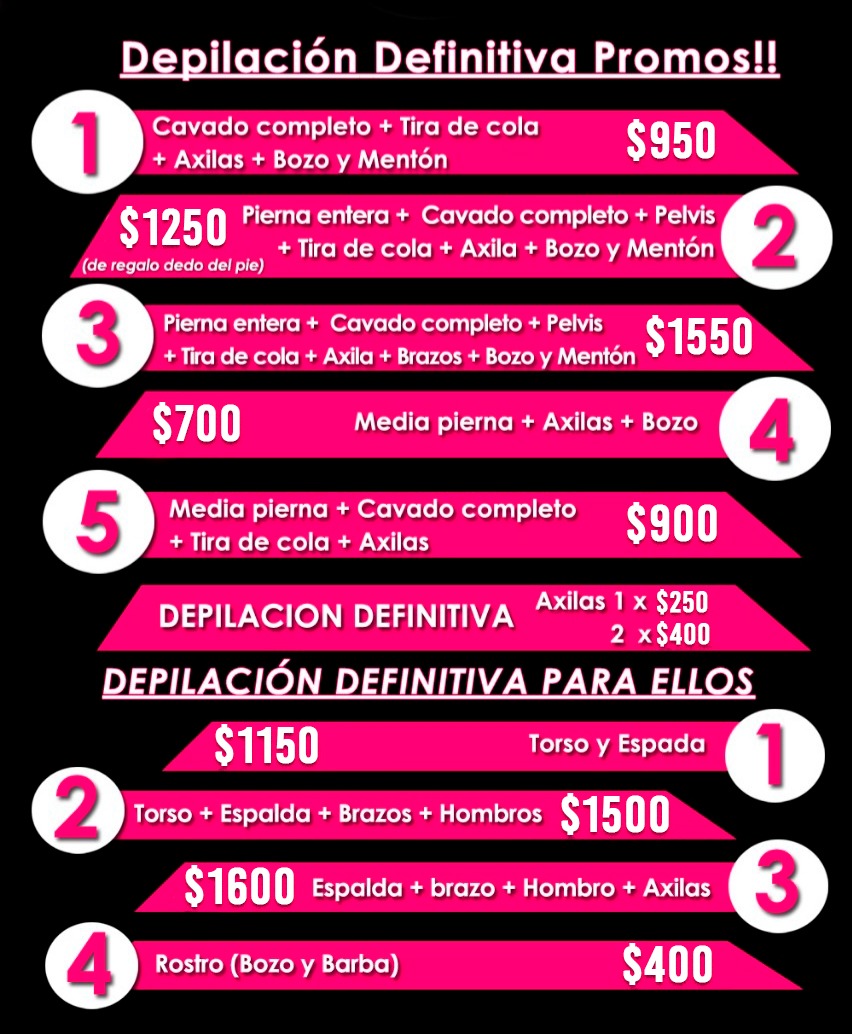 Depilación Definitiva Promos!!
1
Cavado completo + Tira de cola
+ Axilas + Bozo y Mentón
$950
$1250
(de regalo dedo del pie)
Pierna entera + Cavado completo + Pelvis
+ Tira de cola + Axila + Bozo y Mentón
2
3
Pierna entera + Cavado completo + Pelvis
+ Tira de cola + Axila + Brazos + Bozo y Mentón
$1550
$700
Media pierna + Axilas + Bozo
4
5
Media pierna + Cavado completo
+ Tira de cola + Axilas
$900
DEPILACION DEFINITIVA
Axilas 1 x $250
2 x $400
DEPILACIÓN DEFINITIVA PARA ELLOS
$1150
Torso y Espada
1
2
Torso + Espalda + Brazos + Hombros
$1500
$1600
Espalda + brazo + Hombro + Axilas
3
4
Rostro (Bozo y Barba)
$400